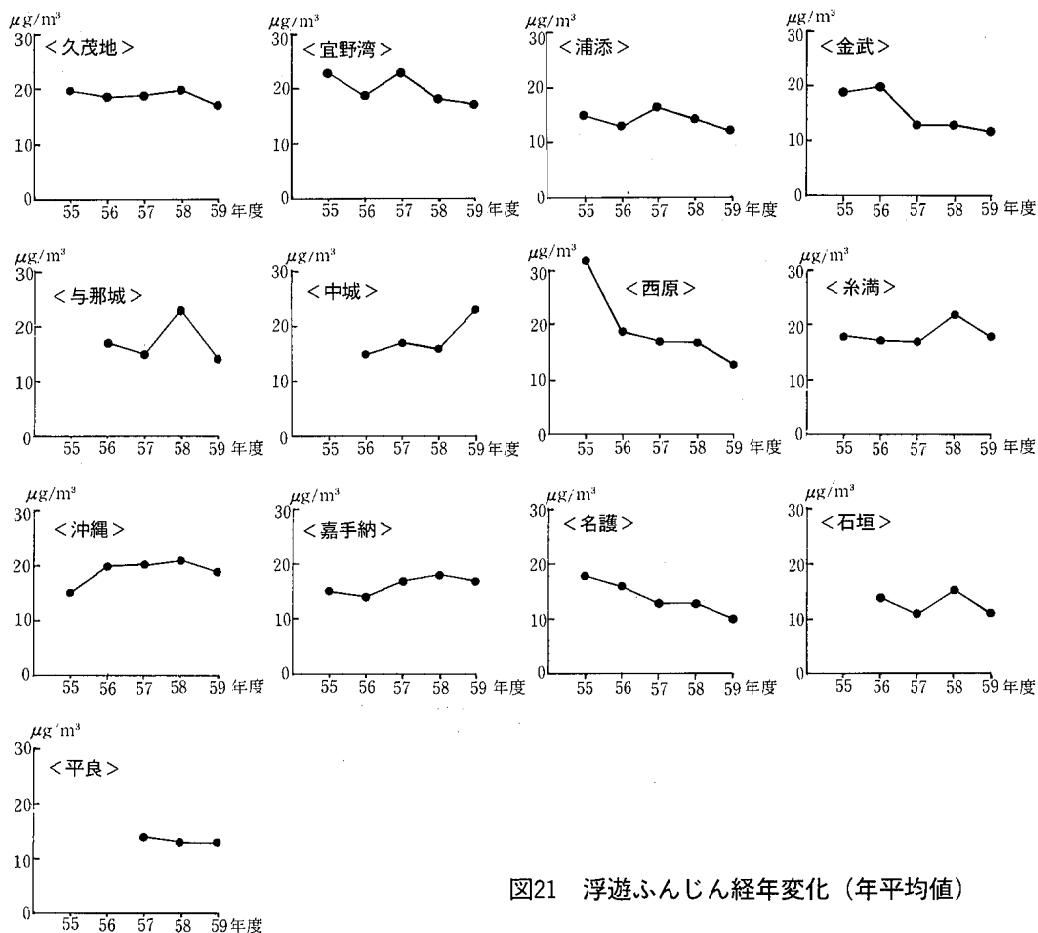 μg/m³
<久茂地>
30
20
10
0
55 56 57 58 59 年度
μg/m³
<宜野湾>
30
20
10
0
55 56 57 58 59 年度
μg/m³
<浦添>
30
20
10
0
55 56 57 58 59 年度
μg/m³
<金武>
30
20
10
0
55 56 57 58 59 年度
μg/m³
<与那城>
30
20
10
0
55 56 57 58 59 年度
μg/m³
<中城>
30
20
10
0
55 56 57 58 59 年度
μg/m³
<西原>
30
20
10
0
55 56 57 58 59 年度
μg/m³
<糸満>
30
20
10
0
55 56 57 58 59 年度
μg/m³
<沖縄>
30
20
10
0
55 56 57 58 59 年度
μg/m³
<嘉手納>
30
20
10
0
55 56 57 58 59 年度
μg/m³
<名護>
30
20
10
0
55 56 57 58 59 年度
μg/m³
<石垣>
30
20
10
0
55 56 57 58 59 年度
μg/m³
<平良>
30
20
10
0
55 56 57 58 59 年度
図21 浮遊ふんじん経年変化（年平均値）